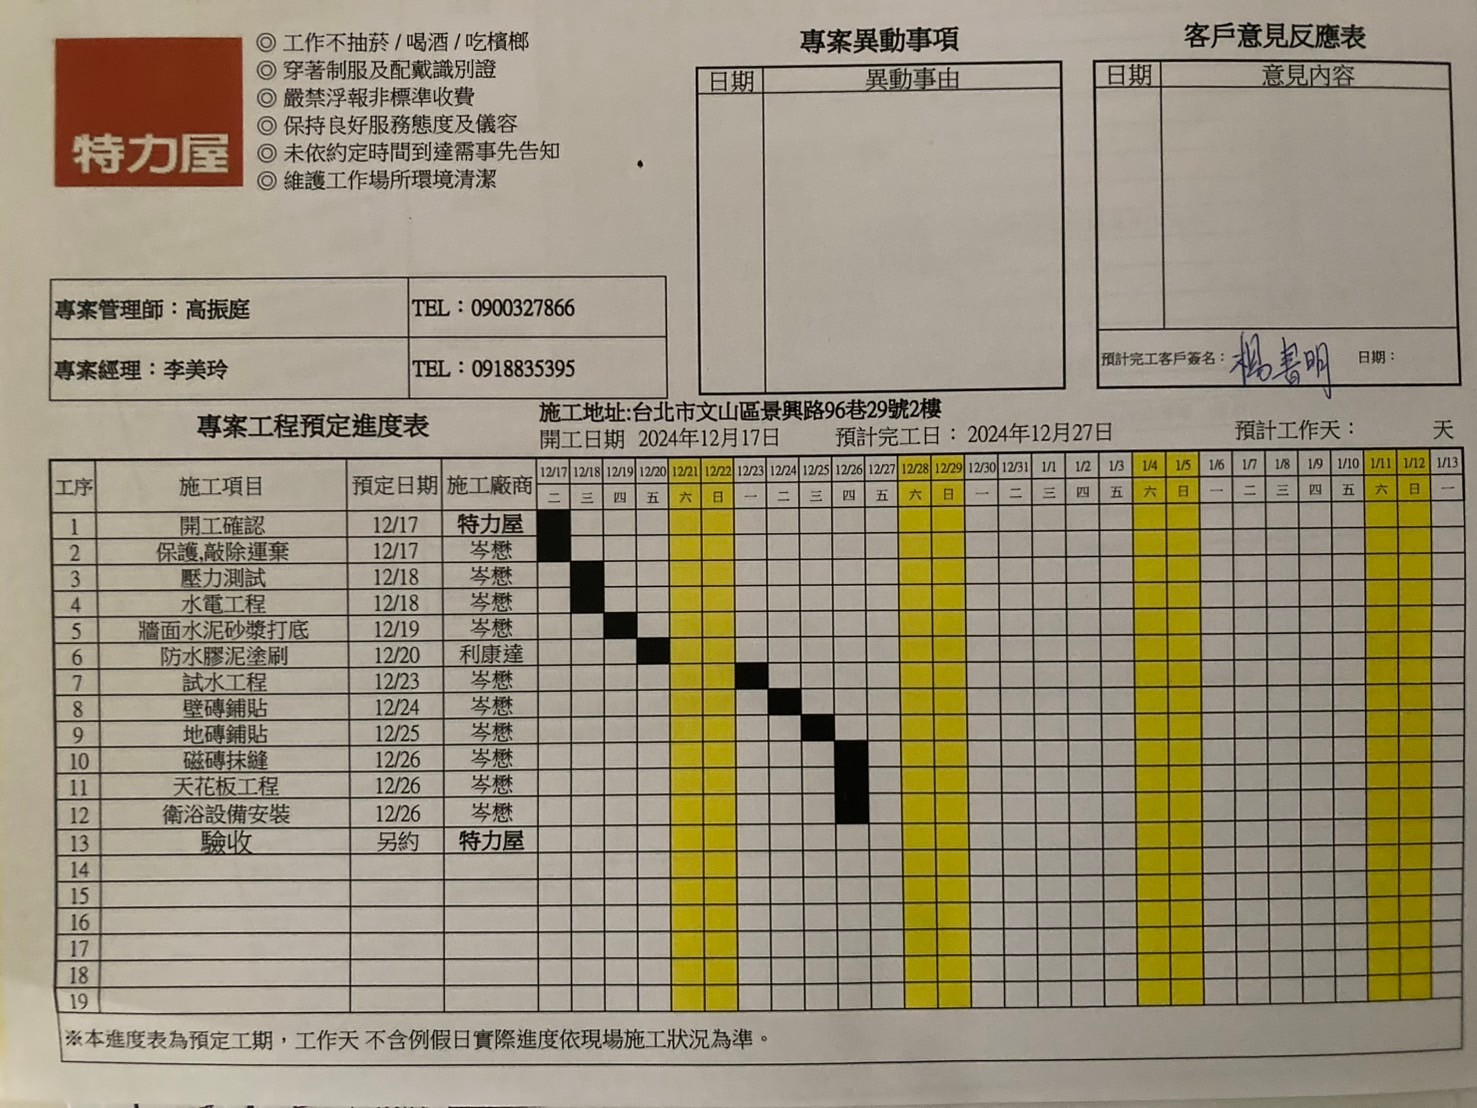 特力屋
◎ 工作不抽菸 / 喝酒 / 吃檳榔
◎ 穿著制服及配戴識別證
◎ 嚴禁浮報非標準收費
◎ 保持良好服務態度及儀容
◎ 未依約定時間到達需事先告知
◎ 維護工作場所環境清潔
專案異動事項
日期 異動事由
客戶意見反應表
日期 意見內容
預計完工客戶簽名： 楊書明 日期：
專案管理師：高振庭 TEL：0900327866
專案經理：李美玲 TEL：0918835395
專案工程預定進度表
施工地址:台北市文山區景興路96巷29號2樓
開工日期 2024年12月17日 預計完工日： 2024年12月27日 預計工作天： 天
工序 施工項目 預定日期 施工廠商 12/17 12/18 12/19 12/20 12/21 12/22 12/23 12/24 12/25 12/26 12/27 12/28 12/29 12/30 12/31 1/1 1/2 1/3 1/4 1/5 1/6 1/7 1/8 1/9 1/10 1/11 1/12 1/13
二 三 四 五 六 日 一 二 三 四 五 六 日 一 二 三 四 五 六 日 一 二 三 四 五 六 日 一
1 開工確認 12/17 特力屋
2 保護,敲除運棄 12/17 岑懋
3 壓力測試 12/18 岑懋
4 水電工程 12/18 岑懋
5 牆面水泥砂漿打底 12/19 岑懋
6 防水膠泥塗刷 12/20 利康達
7 試水工程 12/23 岑懋
8 壁磚鋪貼 12/24 岑懋
9 地磚鋪貼 12/25 岑懋
10 磁磚抹縫 12/26 岑懋
11 天花板工程 12/26 岑懋
12 衛浴設備安裝 12/26 岑懋
13 驗收 另約 特力屋
14
15
16
17
18
19
※本進度表為預定工期，工作天 不含例假日實際進度依現場施工狀況為準。